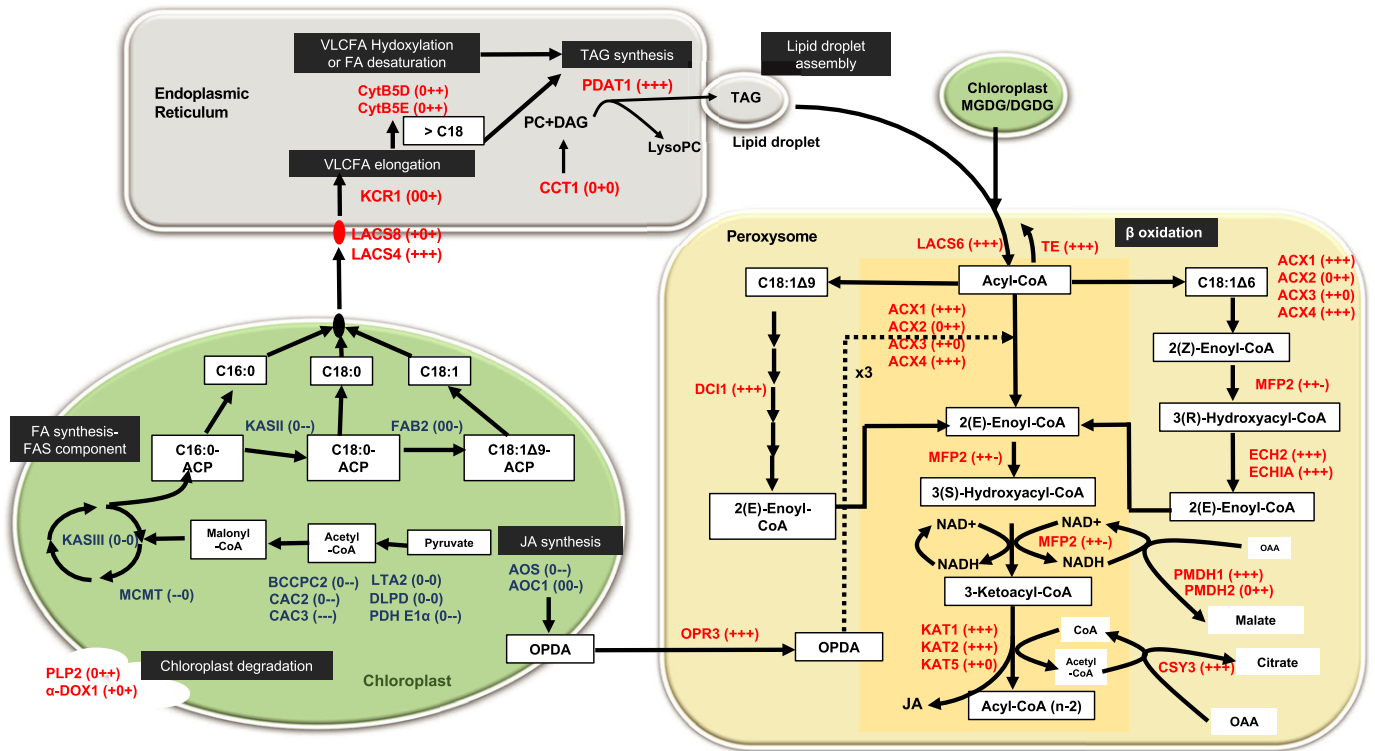 VLCFA Hydoxylation
or FA desaturation
TAG synthesis
Lipid droplet
assembly
Endoplasmic
Reticulum
CytB5D (0++)
CytB5E (0++)
PDAT1 (+++)
TAG
Chloroplast
MGDG/DGDG
> C18
PC+DAG
LysoPC
Lipid droplet
VLCFA elongation
KCR1 (00+)
CCT1 (0+0)
LACS8 (+0+)
LACS4 (+++)
Peroxysome
LACS6 (+++)
TE (+++)
β oxidation
C18:1Δ9
Acyl-CoA
C18:1Δ6
ACX1 (+++)
ACX2 (0++)
ACX3 (++0)
ACX4 (+++)
ACX1 (+++)
ACX2 (0++)
ACX3 (++0)
ACX4 (+++)
x3
2(Z)-Enoyl-CoA
DCI1 (+++)
MFP2 (++-)
2(E)-Enoyl-CoA
3(R)-Hydroxyacyl-CoA
MFP2 (++-)
ECH2 (+++)
ECHIA (+++)
3(S)-Hydroxyacyl-CoA
2(E)-Enoyl-
CoA
2(E)-Enoyl-CoA
NAD+
NAD+
MFP2 (++-)
NADH
NADH
OAA
PMDH1 (+++)
PMDH2 (0++)
3-Ketoacyl-CoA
Malate
KAT1 (+++)
KAT2 (+++)
KAT5 (++0)
CoA
Acetyl
-CoA
CSY3 (+++)
Citrate
JA
Acyl-CoA (n-2)
OAA
C16:0
C18:0
C18:1
FA synthesis-
FAS component
KASII (0--)
FAB2 (00-)
C16:0-
ACP
C18:0-
ACP
C18:1Δ9-
ACP
KASIII (0-0)
Malonyl
-CoA
Acetyl
-CoA
Pyruvate
JA synthesis
MCMT (--0)
BCCPC2 (0--)
CAC2 (0--)
CAC3 (---)
LTA2 (0-0)
DLPD (0-0)
PDH E1α (0--)
AOS (0--)
AOC1 (00-)
OPDA
OPR3 (+++)
OPDA
Chloroplast degradation
Chloroplast
PLP2 (0++)
α-DOX1 (+0+)